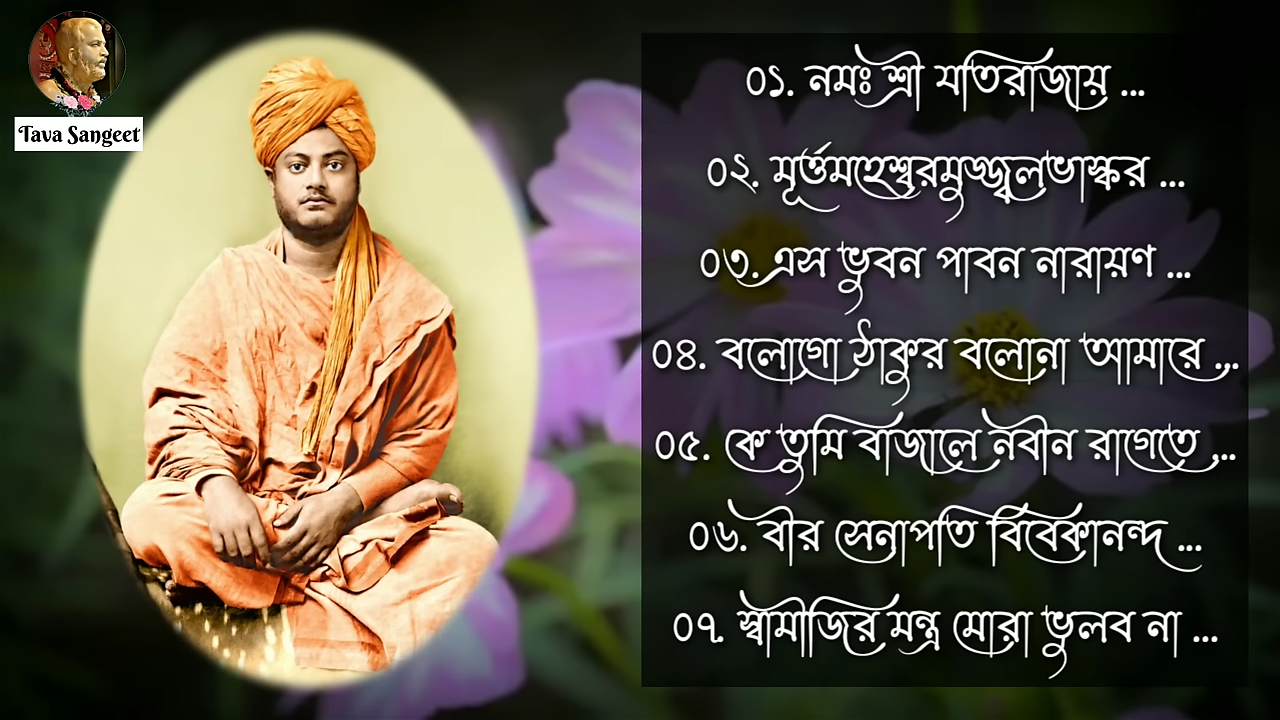 Tava Sangeet
০১. নমঃ শ্রী যতিরাজায় ...
০২. মূর্ত্তমহেশ্বরমুজ্জ্বলভাস্কর ...
০৩. এস ভুবন পাবন নারায়ণ ...
০৪. বলোগো ঠাকুর বলোনা আমারে ...
০৫. কে তুমি বাজালে নবীন রাগেতে ...
০৬. বীর সেনাপতি বিবেকানন্দ ...
০৭. স্বামীজির মন্ত্র মোরা ভুলব না ...